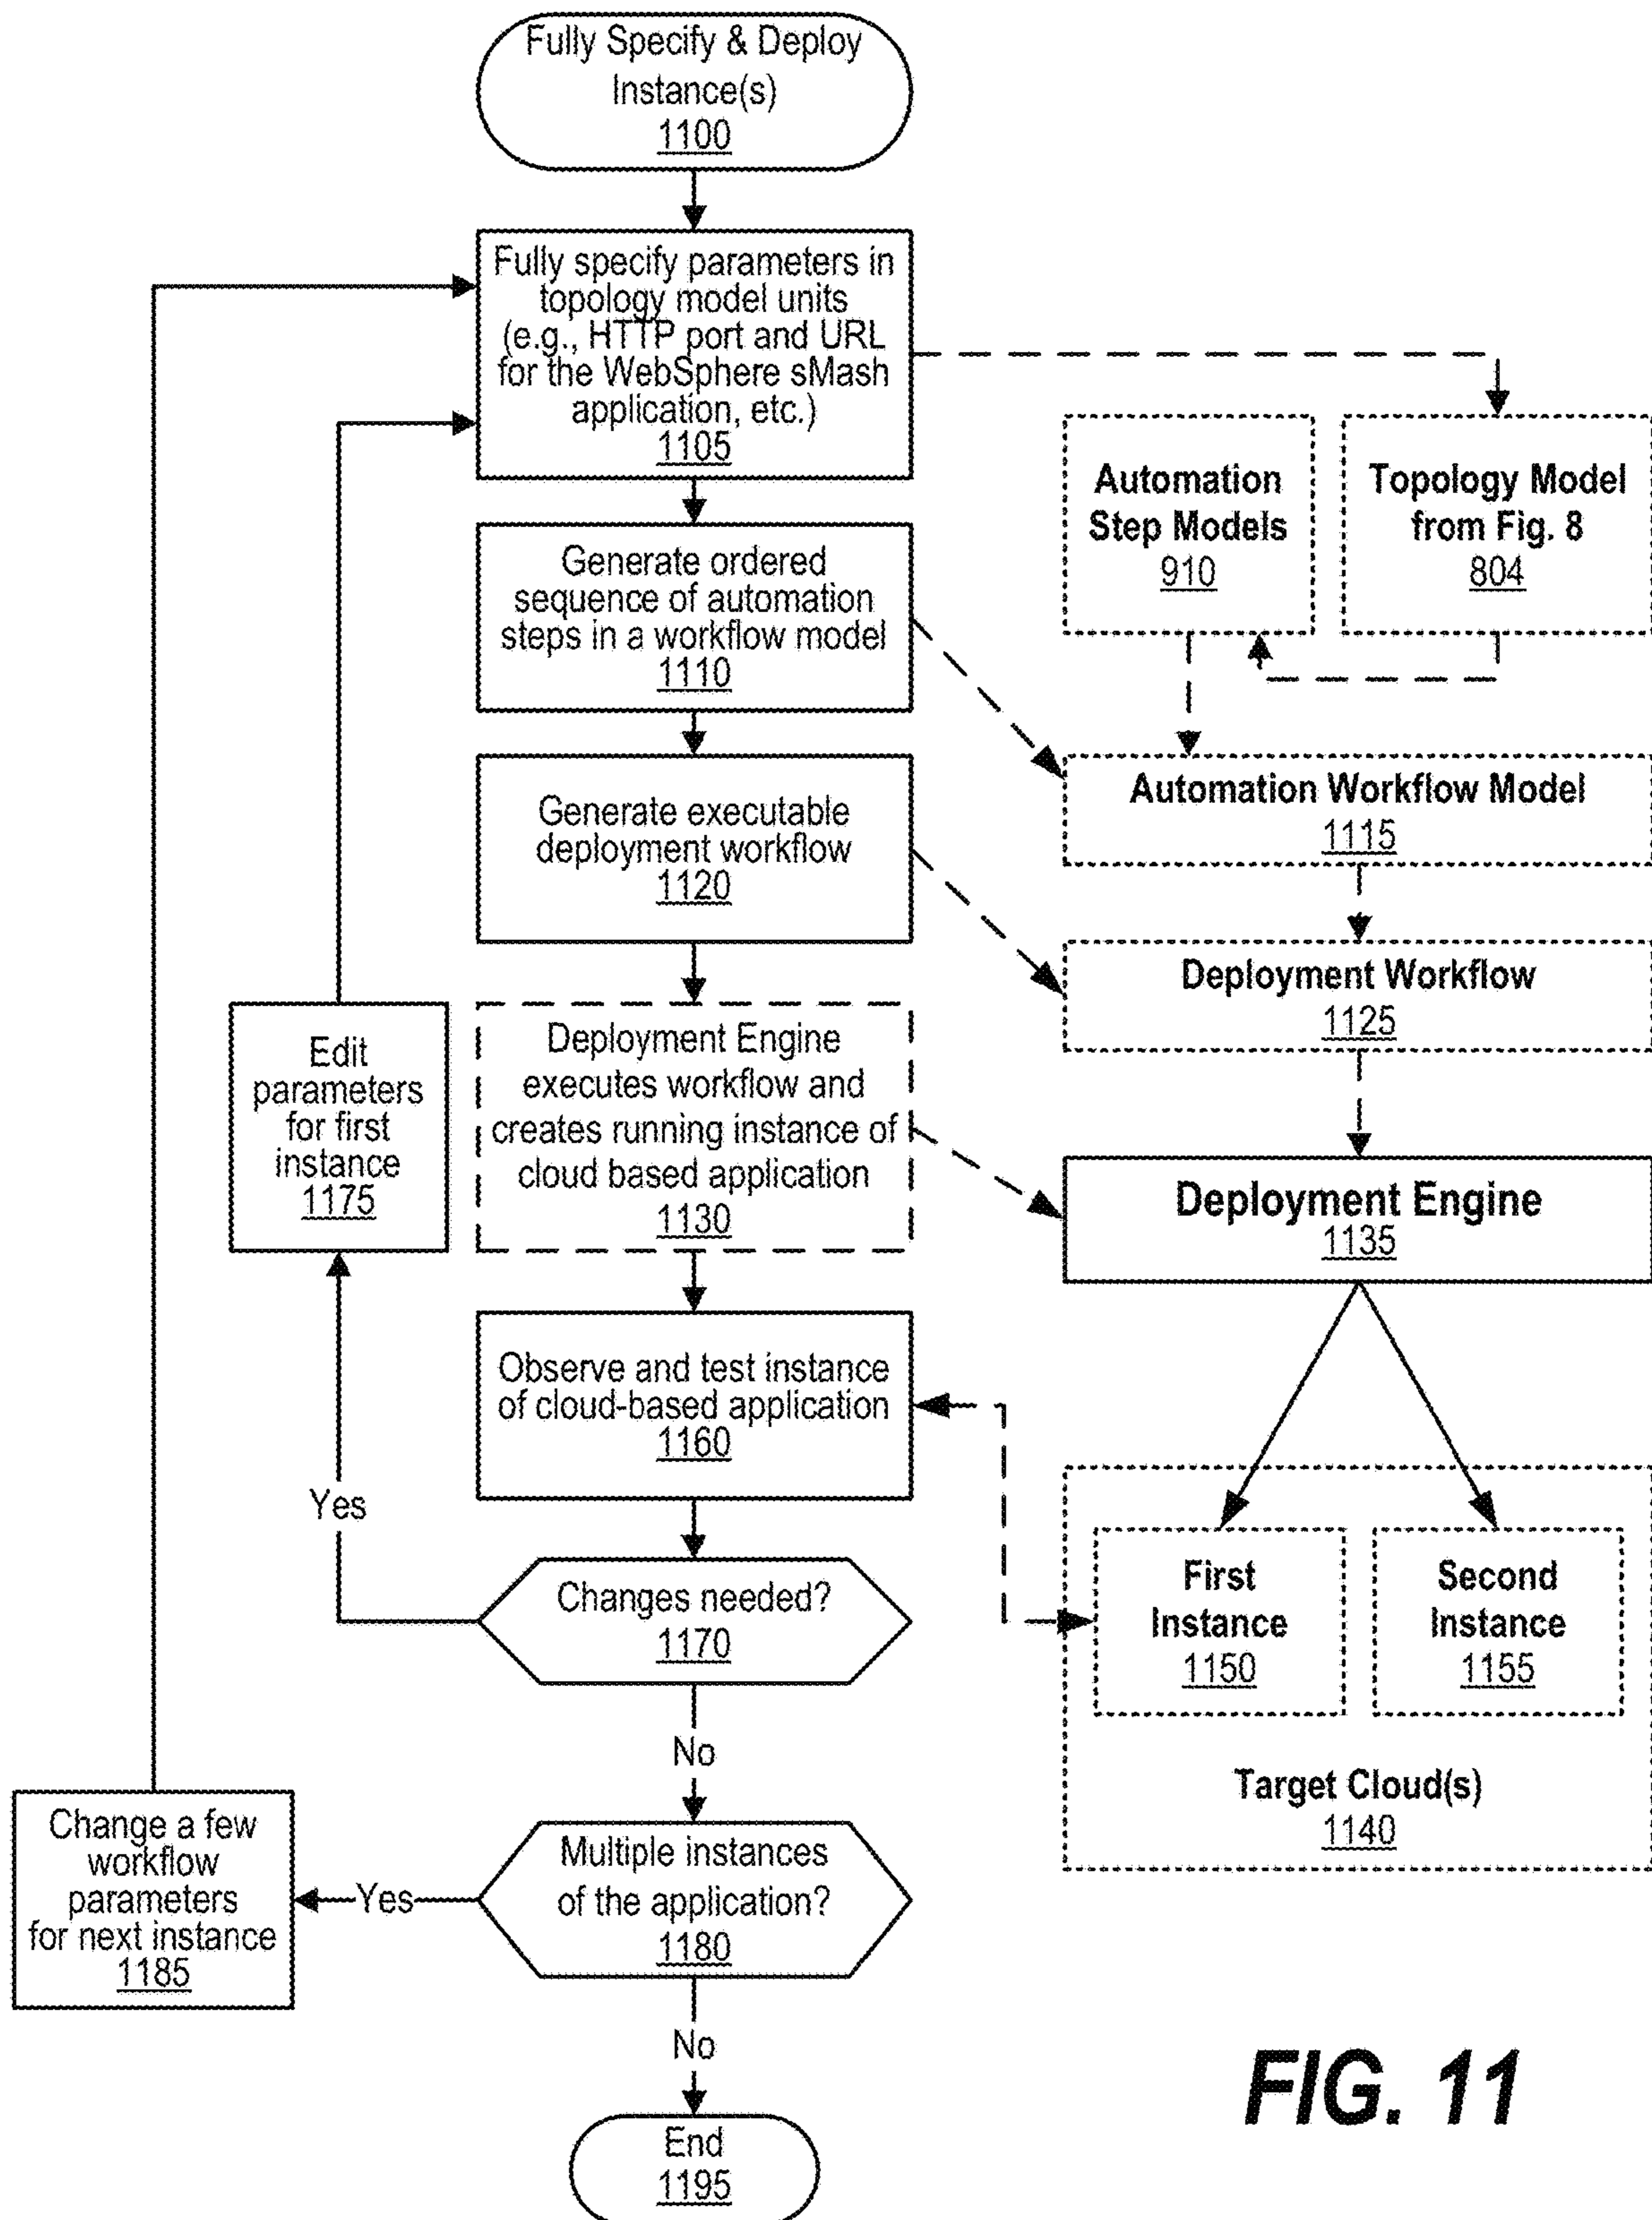 Fully Specify & Deploy
Instance(s)
1100
Fully specify parameters in
topology model units
(e.g., HTTP port and URL
for the WebSphere sMash
application, etc.)
1105
Automation
Step Models
910
Topology Model
from Fig. 8
804
Generate ordered
sequence of automation
steps in a workflow model
1110
Automation Workflow Model
1115
Generate executable
deployment workflow
1120
Deployment Workflow
1125
Edit
parameters
for first
instance
1175
Deployment Engine
executes workflow and
creates running instance of
cloud based application
1130
Deployment Engine
1135
Observe and test instance
of cloud-based application
1160
Yes
Changes needed?
1170
First
Instance
1150
Second
Instance
1155
No
Target Cloud(s)
1140
Change a few
workflow
parameters
for next instance
1185
Yes
Multiple instances
of the application?
1180
No
End
1195
FIG. 11